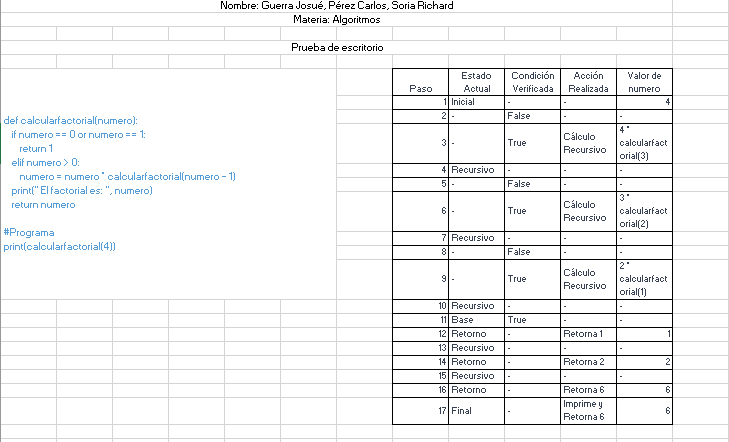 Nombre: Guerra Josué, Pérez Carlos, Soria Richard
Materia: Algoritmos
Prueba de escritorio
def calcularfactorial(numero):
if numero == 0 or numero == 1:
return 1
elif numero > 0:
numero = numero * calcularfactorial(numero - 1)
print("El factorial es: ", numero)
return numero
#Programa
print(calcularfactorial(4))
Paso Estado Actual Condición Verificada Acción Realizada Valor de numero
1 Inicial - - 4
2 - False - -
3 - True Cálculo Recursivo 4 * calcularfactorial(3)
4 Recursivo - - -
5 - False - -
6 - True Cálculo Recursivo 3 * calcularfactorial(2)
7 Recursivo - - -
8 - False - -
9 - True Cálculo Recursivo 2 * calcularfactorial(1)
10 Recursivo - - -
11 Base True - -
12 Retorno - Retorna 1 1
13 Recursivo - - -
14 Retorno - Retorna 2 2
15 Recursivo - - -
16 Retorno - Retorna 6 6
17 Final - Imprime y Retorna 6 6